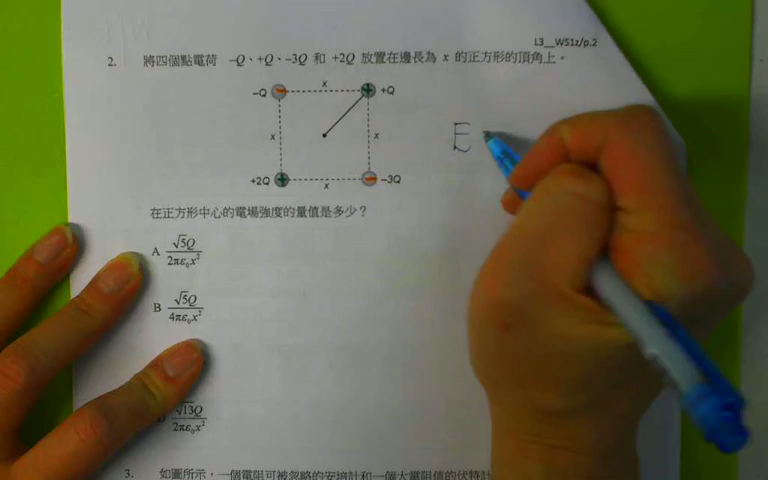 L3__W51z/p.2
2. 將四個點電荷 –Q、+Q、–3Q 和 +2Q 放置在邊長為 x 的正方形的頂角上。
–Q x +Q
x x
+2Q x –3Q
E
在正方形中心的電場強度的量值是多少？
A √5Q / 2πε₀x²
B √5Q / 4πε₀x²
√13Q / 2πε₀x²
3. 如圖所示，一個電阻可被忽略的安培計和一個大電阻值的伏特計